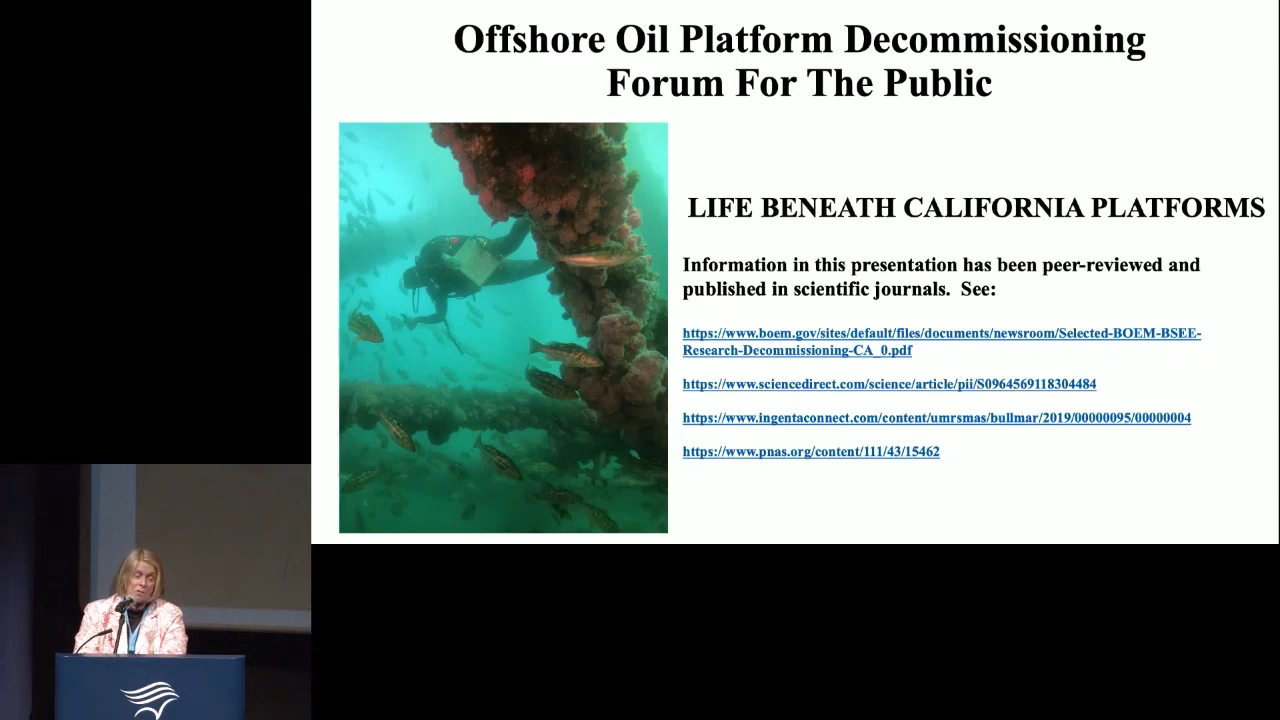 Offshore Oil Platform Decommissioning
Forum For The Public
LIFE BENEATH CALIFORNIA PLATFORMS
Information in this presentation has been peer-reviewed and
published in scientific journals.  See:
https://www.boem.gov/sites/default/files/documents/newsroom/Selected-BOEM-BSEE-
Research-Decommissioning-CA_0.pdf
https://www.sciencedirect.com/science/article/pii/S0964569118304484
https://www.ingentaconnect.com/content/umrsmas/bullmar/2019/00000095/00000004
https://www.pnas.org/content/111/43/15462